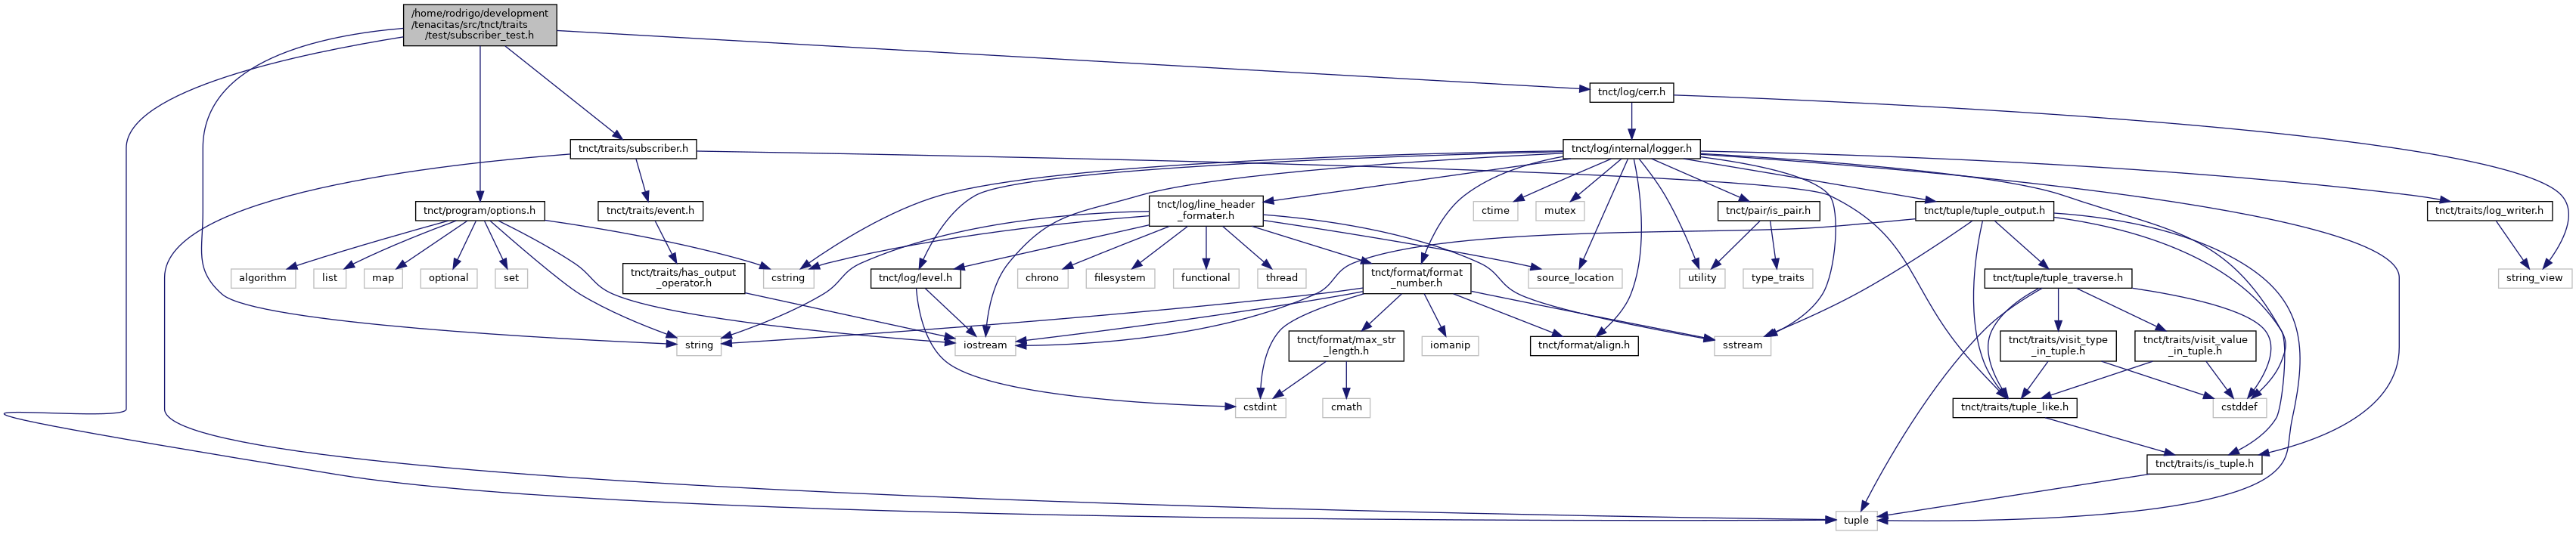 /home/rodrigo/development
/tenacitas/src/tnct/traits
/test/subscriber_test.h
tnct/log/cerr.h
tnct/traits/subscriber.h
tnct/log/internal/logger.h
tnct/program/options.h
tnct/traits/event.h
tnct/log/line_header
_formater.h
ctime
mutex
tnct/pair/is_pair.h
tnct/tuple/tuple_output.h
tnct/traits/log_writer.h
algorithm
list
map
optional
set
tnct/traits/has_output
_operator.h
cstring
tnct/log/level.h
chrono
filesystem
functional
thread
tnct/format/format
_number.h
source_location
utility
type_traits
tnct/tuple/tuple_traverse.h
string_view
string
iostream
tnct/format/max_str
_length.h
iomanip
tnct/format/align.h
sstream
tnct/traits/visit_type
_in_tuple.h
tnct/traits/visit_value
_in_tuple.h
cstdint
cmath
tnct/traits/tuple_like.h
cstddef
tnct/traits/is_tuple.h
tuple